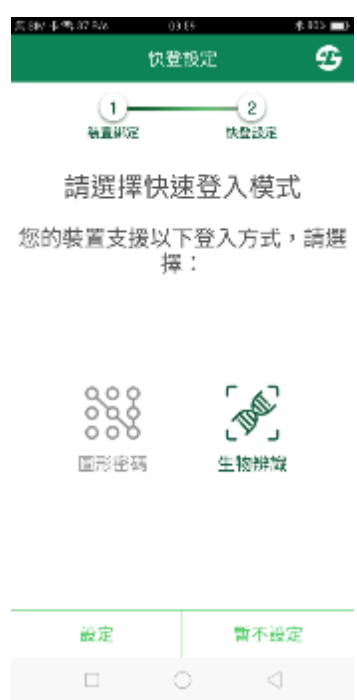 快登設定
1
2
裝置綁定
快登設定
請選擇快速登入模式
您的裝置支援以下登入方式，請選
擇：
圖形密碼
生物辨識
設定
暫不設定